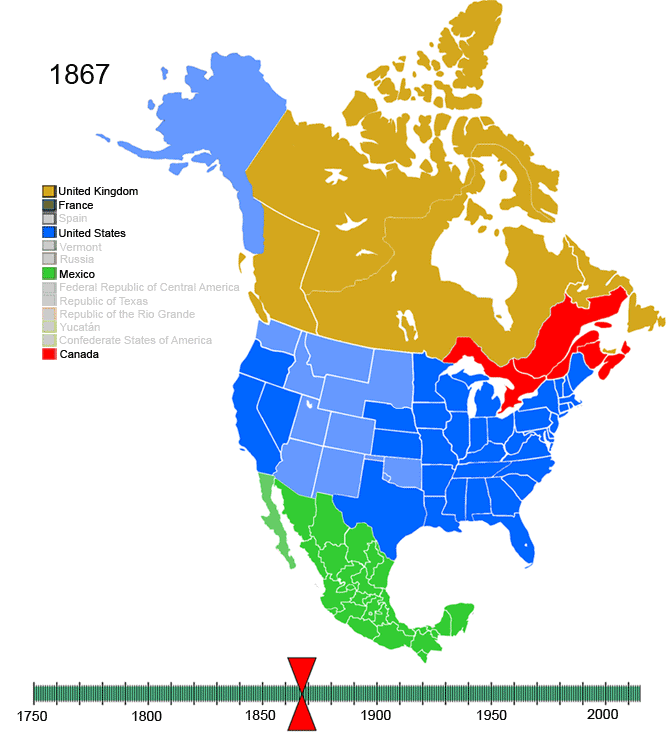 1867
United Kingdom
France
Spain
United States
Vermont
Russia
Mexico
Federal Republic of Central America
Republic of Texas
Republic of the Rio Grande
Yucatán
Confederate States of America
Canada
1750 1800 1850 1900 1950 2000